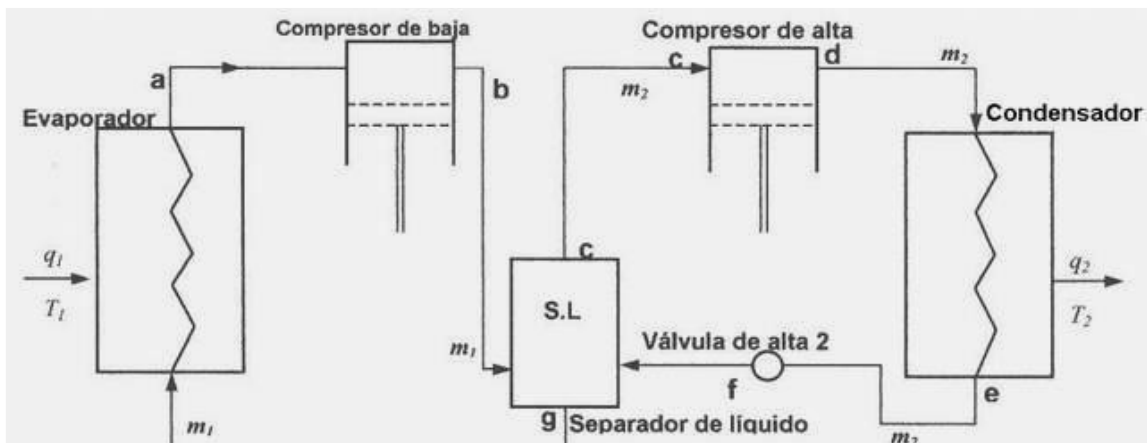 Compresor de baja
Compresor de alta
a
b
c
d
m₂
m₂
Evaporador
Condensador
c
q₁
T₁
S.L
q₂
T₂
m₁
Válvula de alta 2
f
e
m₁
g
Separador de líquido
m₂